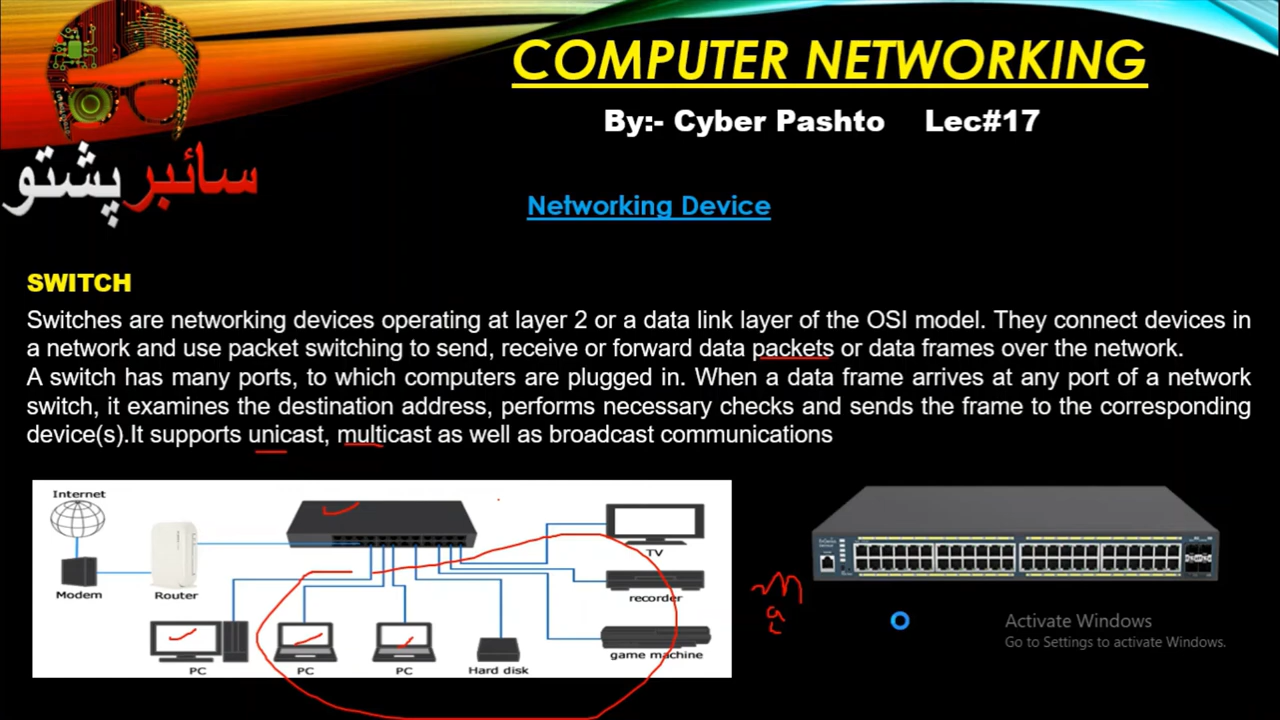 COMPUTER NETWORKING
By:- Cyber Pashto Lec#17
سائبر پشتو
Networking Device
SWITCH
Switches are networking devices operating at layer 2 or a data link layer of the OSI model. They connect devices in
a network and use packet switching to send, receive or forward data packets or data frames over the network.
A switch has many ports, to which computers are plugged in. When a data frame arrives at any port of a network
switch, it examines the destination address, performs necessary checks and sends the frame to the corresponding
device(s).It supports unicast, multicast as well as broadcast communications
Internet
Modem
Router
TV
recorder
game machine
PC
PC
PC
Hard disk
Activate Windows
Go to Settings to activate Windows.